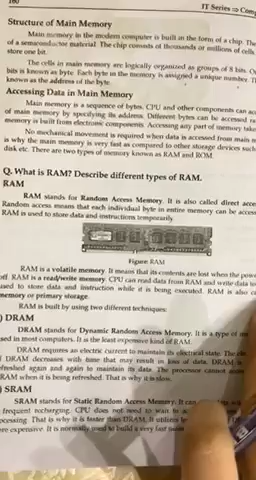 160 IT Series
Structure of Main Memory
Main memory in the modern computer is built in the form of a chip. The
of a semiconductor material. The chip consists of thousands or millions of cells.
store one bit.
The cells in main memory are logically organized as groups of 8 bits.
bits is known as byte. Each byte in the memory is assigned a unique number.
known as the address of the byte.
Accessing Data in Main Memory
Main memory is a sequence of bytes. CPU and other components can
of main memory by specifying its address. Different bytes can be accessed
memory is built from electronic components. Accessing any part of memory
No mechanical movement is required when data is accessed from main
is why the main memory is very fast as compared to other storage devices such
disk etc. There are two types of memory known as RAM and ROM.
Q. What is RAM? Describe different types of RAM.
RAM
RAM stands for Random Access Memory. It is also called direct
Random access means that each individual byte in entire memory can be
RAM is used to store data and instructions temporarily.
Figure: RAM
RAM is a volatile memory. It means that its contents are lost when the
off. RAM is a read/write memory. CPU can read data from RAM and write
used to store data and instruction while it is being executed. RAM is also
memory or primary storage.
RAM is built by using two different techniques:
) DRAM
DRAM stands for Dynamic Random Access Memory. It is a type of
sed in most computers. It is the least expensive kind of RAM.
DRAM requires an electric current to maintain its electrical state. The
f DRAM decreases with time that may result in loss of data. DRAM is
freshed again and again to maintain its data. The processor cannot
RAM when it is being refreshed. That is why it is slow.
) SRAM
SRAM stands for Static Random Access Memory. It can
frequent recharging. CPU does not need to wait to
ocessing. That is why it is faster than DRAM. It utilizes
re expensive. It is normally used to build a very fast